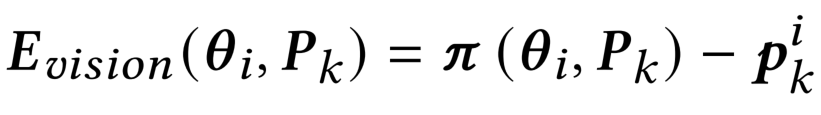 E_{vision}(θ_i, P_k) = π (θ_i, P_k) − p_k^i